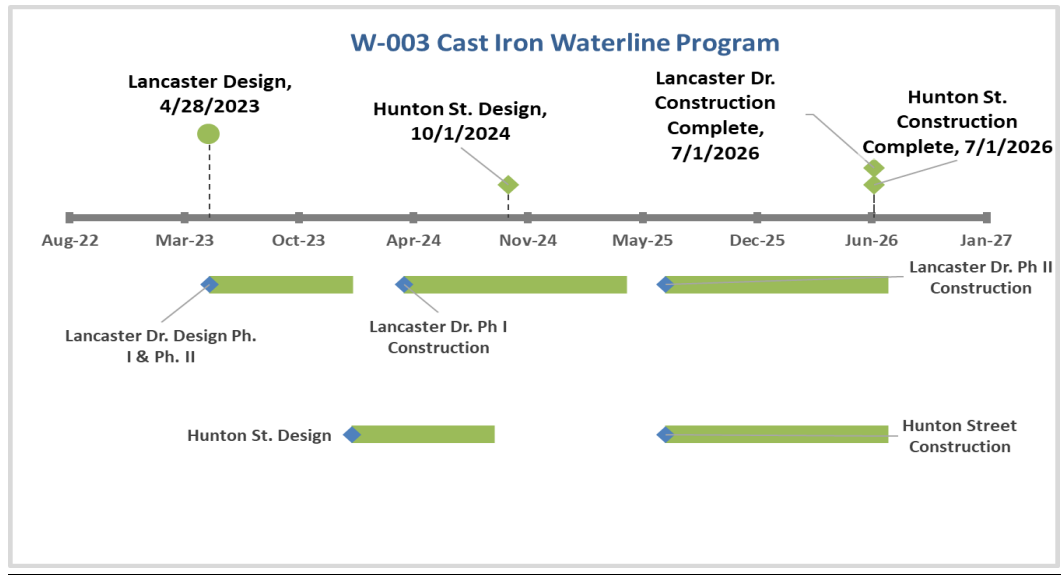 W-003 Cast Iron Waterline Program
Lancaster Design,
4/28/2023
Hunton St. Design,
10/1/2024
Lancaster Dr.
Construction
Complete,
7/1/2026
Hunton St.
Construction
Complete, 7/1/2026
Aug-22
Mar-23
Oct-23
Apr-24
Nov-24
May-25
Dec-25
Jun-26
Jan-27
Lancaster Dr. Design Ph.
I & Ph. II
Lancaster Dr. Ph I
Construction
Lancaster Dr. Ph II
Construction
Hunton St. Design
Hunton Street
Construction